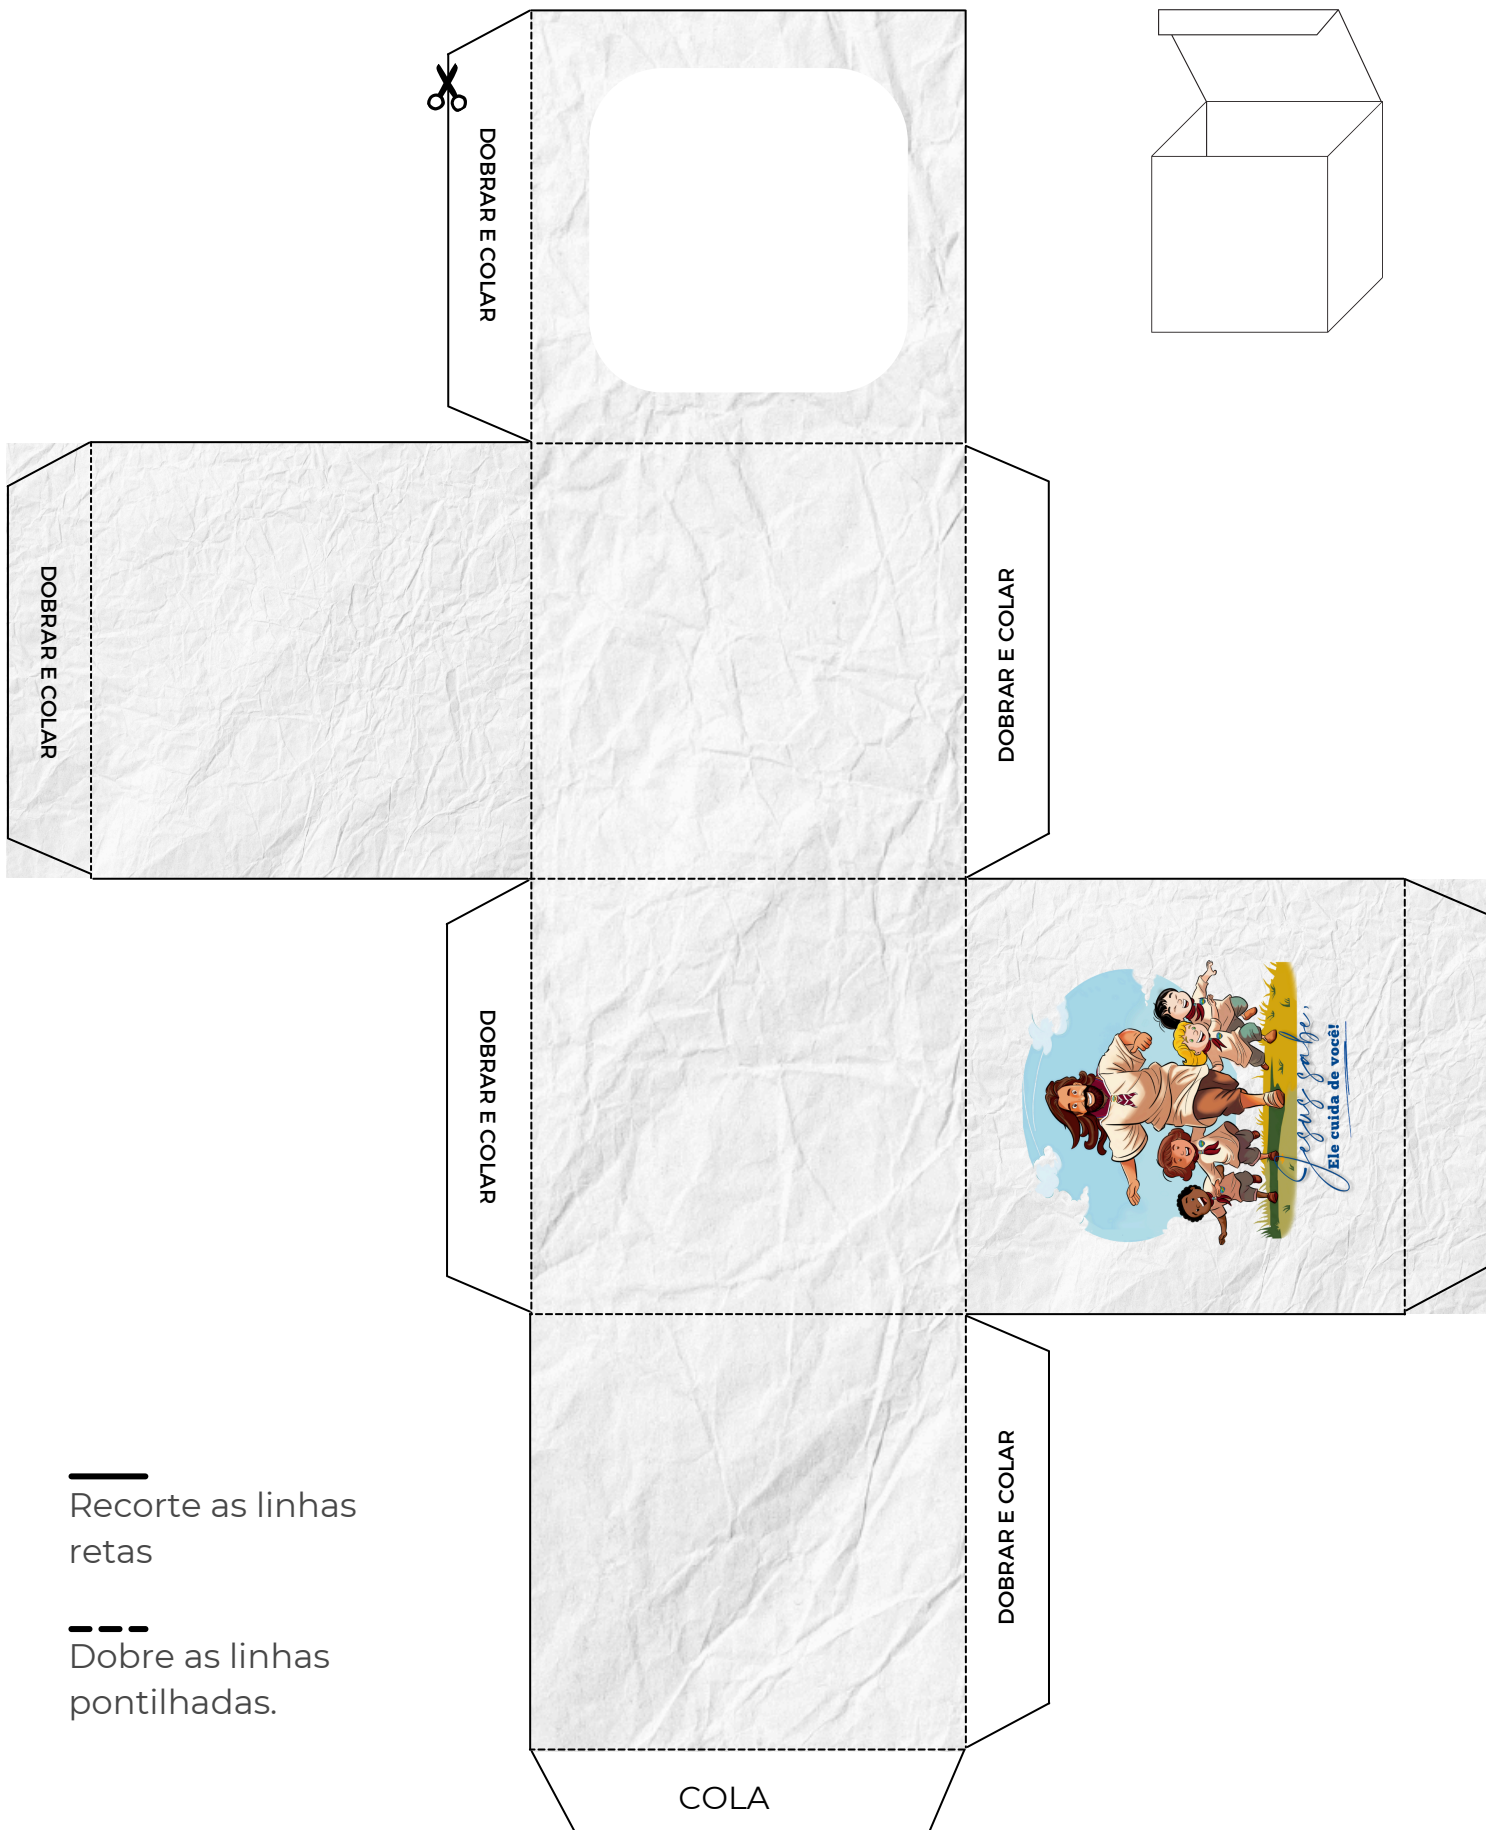 DOBRAR E COLAR
DOBRAR E COLAR
DOBRAR E COLAR
DOBRAR E COLAR
Jesus sabe,
Ele cuida de você!
DOBRAR E COLAR
Recorte as linhas
retas
Dobre as linhas
pontilhadas.
COLA